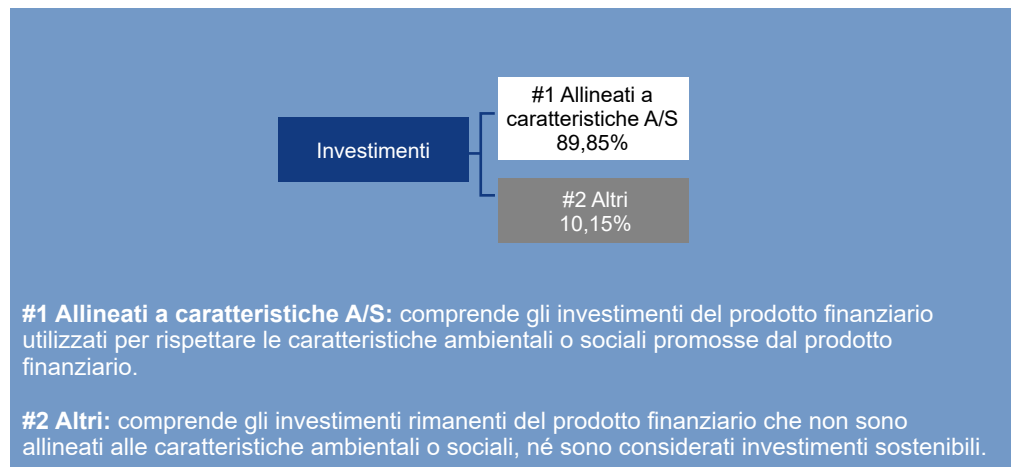 #1 Allineati a
caratteristiche A/S
89,85%
Investimenti
#2 Altri
10,15%
#1 Allineati a caratteristiche A/S: comprende gli investimenti del prodotto finanziario
utilizzati per rispettare le caratteristiche ambientali o sociali promosse dal prodotto
finanziario.
#2 Altri: comprende gli investimenti rimanenti del prodotto finanziario che non sono
allineati alle caratteristiche ambientali o sociali, né sono considerati investimenti sostenibili.